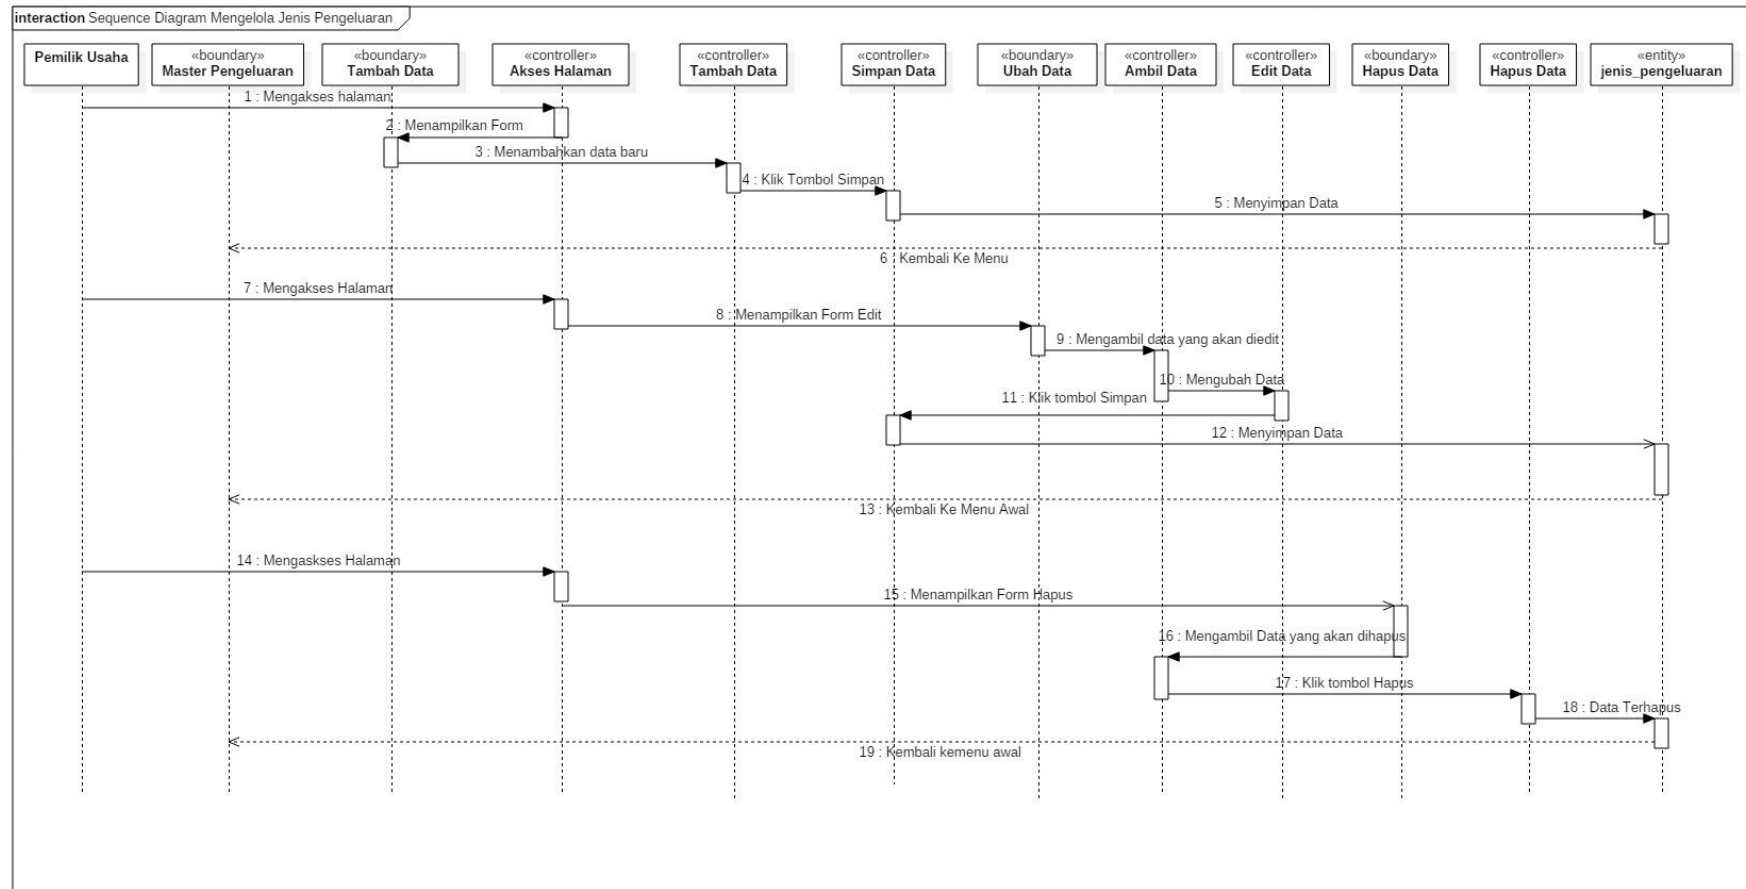 interaction Sequence Diagram Mengelola Jenis Pengeluaran
Pemilik Usaha
«boundary»
Master Pengeluaran
«boundary»
Tambah Data
«controller»
Akses Halaman
«controller»
Tambah Data
«controller»
Simpan Data
«boundary»
Ubah Data
«controller»
Ambil Data
«controller»
Edit Data
«boundary»
Hapus Data
«controller»
Hapus Data
«entity»
jenis_pengeluaran
1 : Mengakses halaman
2 : Menampilkan Form
3 : Menambahkan data baru
4 : Klik Tombol Simpan
5 : Menyimpan Data
6 : Kembali Ke Menu
7 : Mengakses Halaman
8 : Menampilkan Form Edit
9 : Mengambil data yang akan diedit
10 : Mengubah Data
11 : Klik tombol Simpan
12 : Menyimpan Data
13 : Kembali Ke Menu Awal
14 : Mengaskses Halaman
15 : Menampilkan Form Hapus
16 : Mengambil Data yang akan dihapus
17 : Klik tombol Hapus
18 : Data Terhapus
19 : Kembali kemenu awal